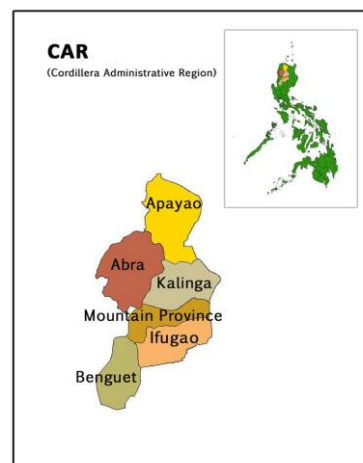 CAR
(Cordillera Administrative Region)
Apayao
Abra
Kalinga
Mountain Province
Ifugao
Benguet